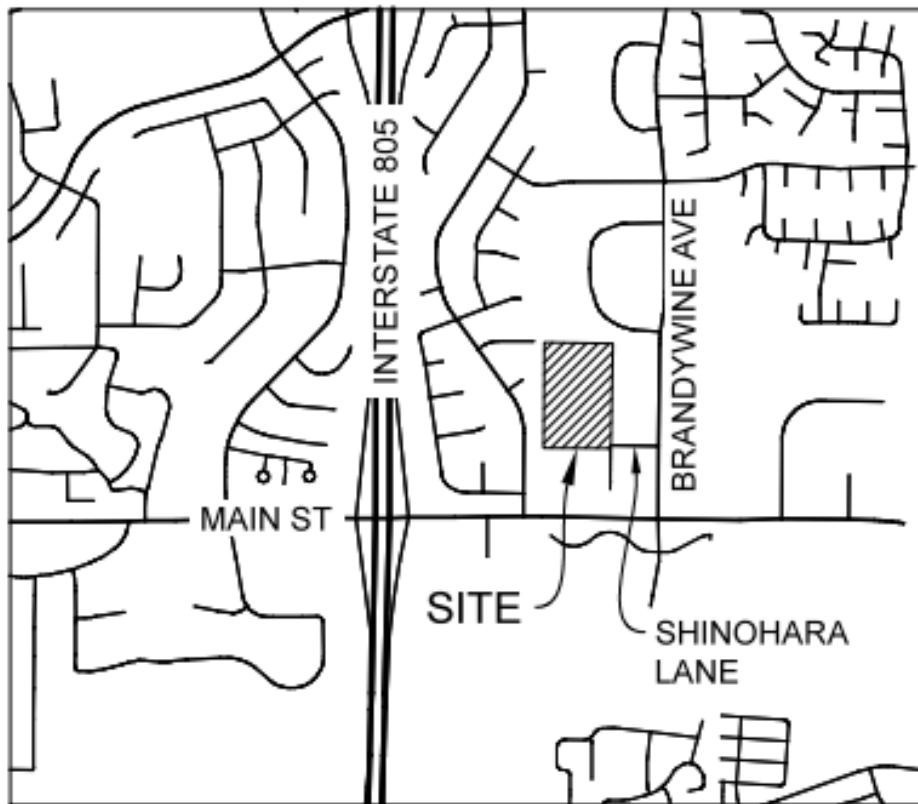 INTERSTATE 805
BRANDYWINE AVE
MAIN ST
SITE
SHINOHARA
LANE